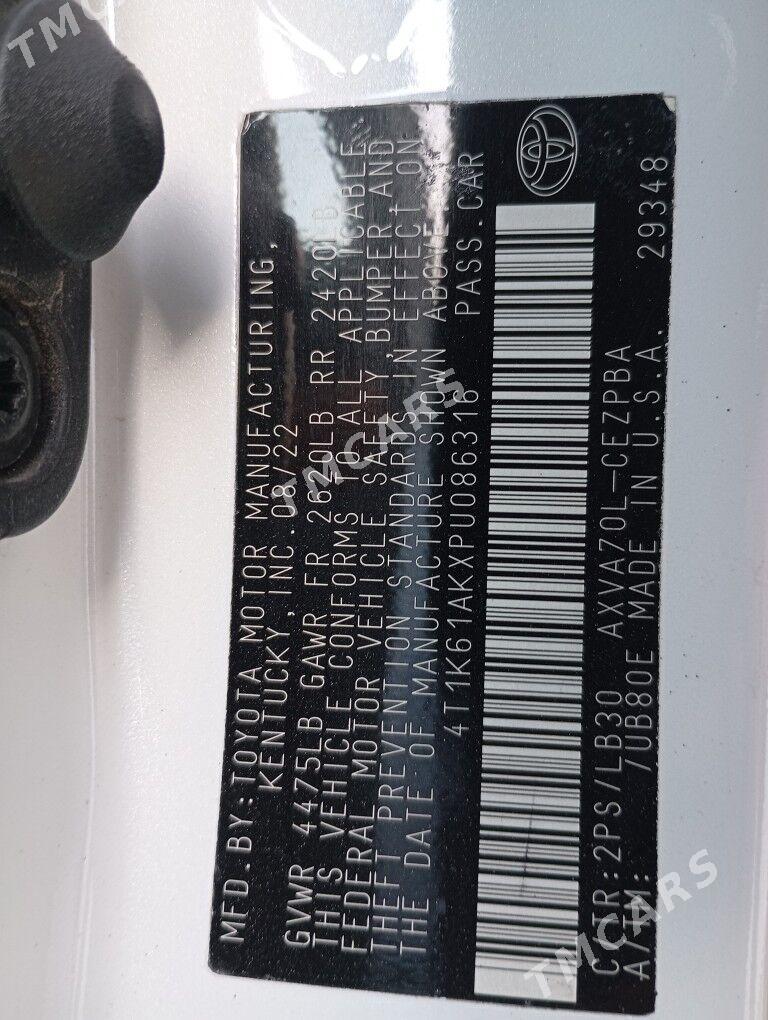 MFD.BY:TOYOTA MOTOR MANUFACTURING,
KENTUCKY,INC.08/22
GVWR 4475LB GAWR FR 2620LB RR 2420LB
THIS VEHICLE CONFORMS TO ALL APPLICABLE
FEDERAL MOTOR VEHICLE SAFETY, BUMPER AND
THEFT PREVENTION STANDARDS IN EFFECT ON
THE DATE OF MANUFACTURE SHOWN ABOVE.
4T1K61AKXPU086316 PASS.CAR
C/TR:2PS/LB30 AXVA70L-CEZPBA
A/TM: 7UB80E MADE IN U.S.A. 29348
TMCARS
TMCARS
TMCARS